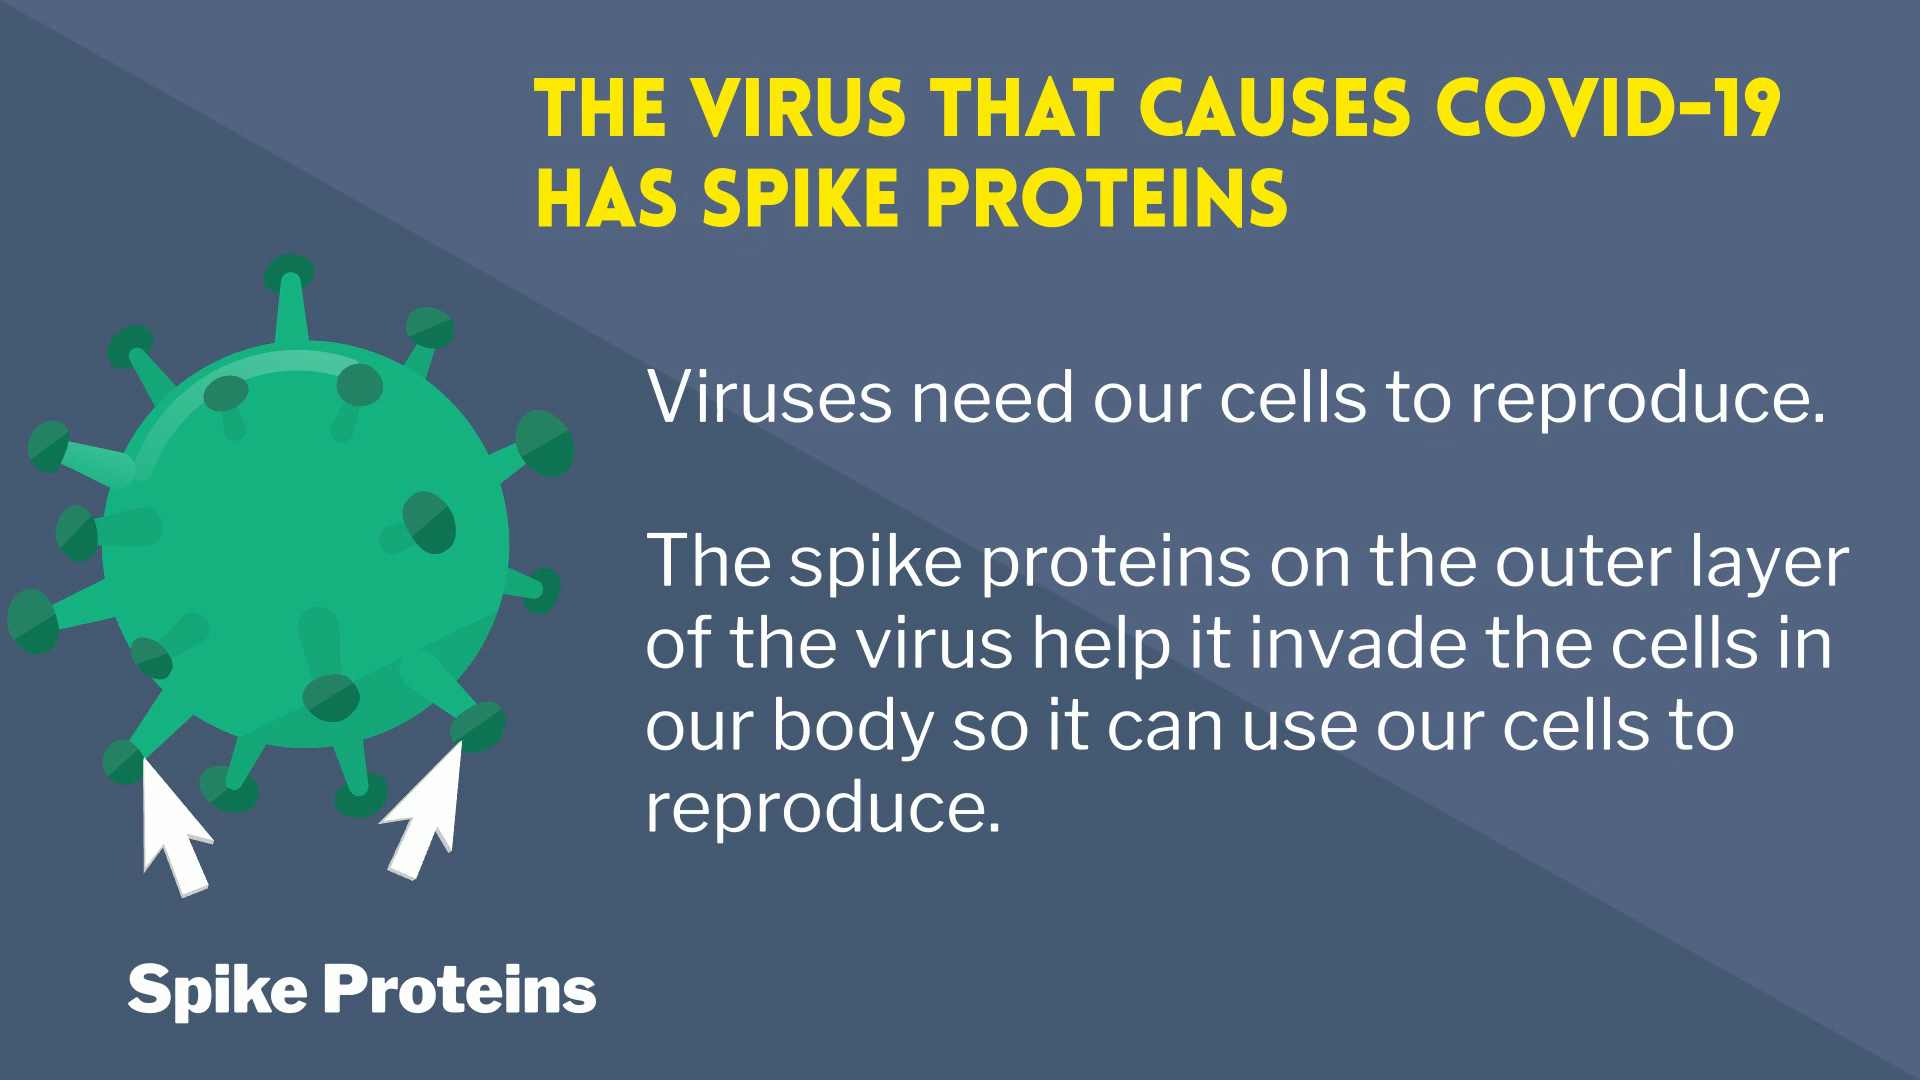 THE VIRUS THAT CAUSES COVID-19
HAS SPIKE PROTEINS
Viruses need our cells to reproduce.
The spike proteins on the outer layer
of the virus help it invade the cells in
our body so it can use our cells to
reproduce.
Spike Proteins